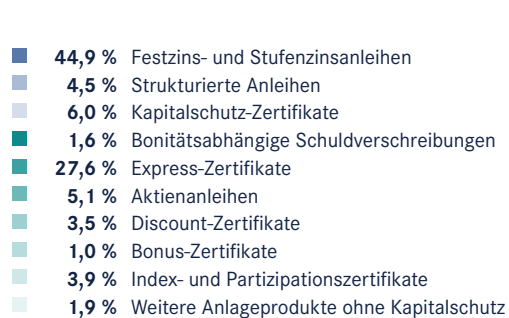 44,9 % Festzins- und Stufenzinsanleihen
4,5 % Strukturierte Anleihen
6,0 % Kapitalschutz-Zertifikate
1,6 % Bonitätsabhängige Schuldverschreibungen
27,6 % Express-Zertifikate
5,1 % Aktienanleihen
3,5 % Discount-Zertifikate
1,0 % Bonus-Zertifikate
3,9 % Index- und Partizipationszertifikate
1,9 % Weitere Anlageprodukte ohne Kapitalschutz